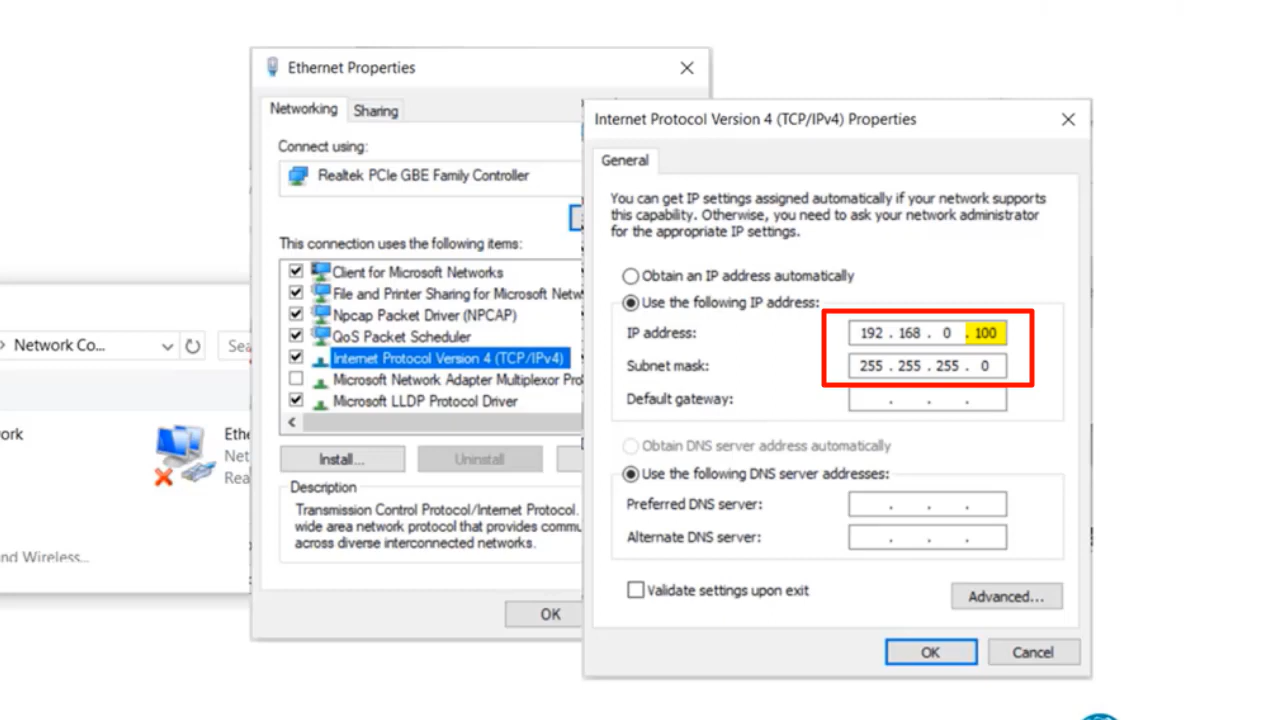 Network Co...
Sea
ork
Ethe
Net
Rea
nd Wireless...
Ethernet Properties
Networking
Sharing
Connect using:
Realtek PCIe GBE Family Controller
This connection uses the following items:
Client for Microsoft Networks
File and Printer Sharing for Microsoft Netw
Npcap Packet Driver (NPCAP)
QoS Packet Scheduler
Internet Protocol Version 4 (TCP/IPv4)
Microsoft Network Adapter Multiplexor Pro
Microsoft LLDP Protocol Driver
Install...
Uninstall
Description
Transmission Control Protocol/Internet Protocol.
wide area network protocol that provides commu
across diverse interconnected networks.
OK
Internet Protocol Version 4 (TCP/IPv4) Properties
General
You can get IP settings assigned automatically if your network supports
this capability. Otherwise, you need to ask your network administrator
for the appropriate IP settings.
Obtain an IP address automatically
Use the following IP address:
IP address: 192 . 168 . 0 . 100
Subnet mask: 255 . 255 . 255 . 0
Default gateway: . . .
Obtain DNS server address automatically
Use the following DNS server addresses:
Preferred DNS server: . . .
Alternate DNS server: . . .
Validate settings upon exit
Advanced...
OK
Cancel